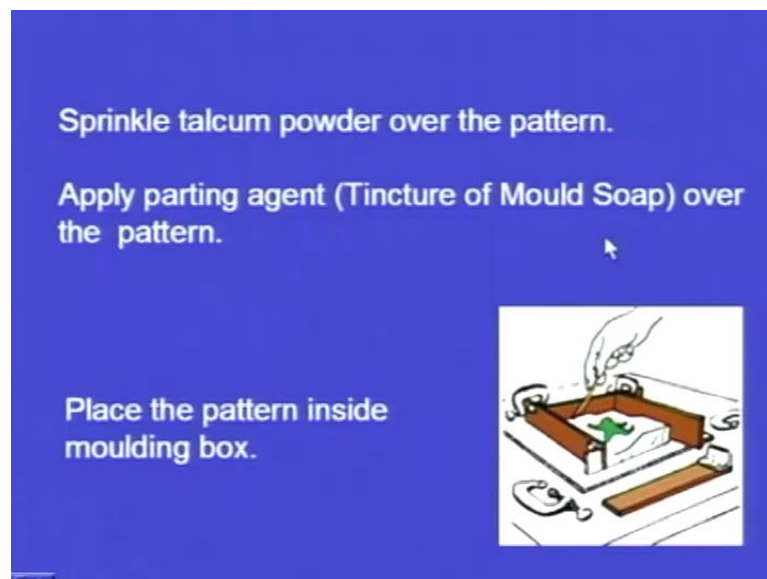 Sprinkle talcum powder over the pattern.
Apply parting agent (Tincture of Mould Soap) over
the pattern.
Place the pattern inside
moulding box.